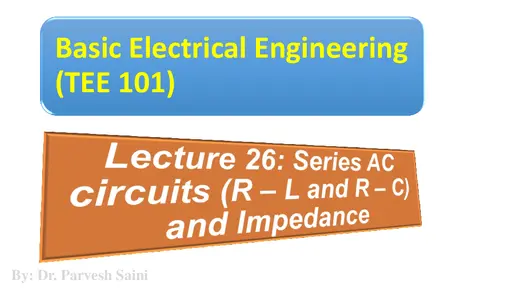 Basic Electrical Engineering
(TEE 101)
Lecture 26: Series AC
circuits (R – L and R – C)
and Impedance
By: Dr. Parvesh Saini